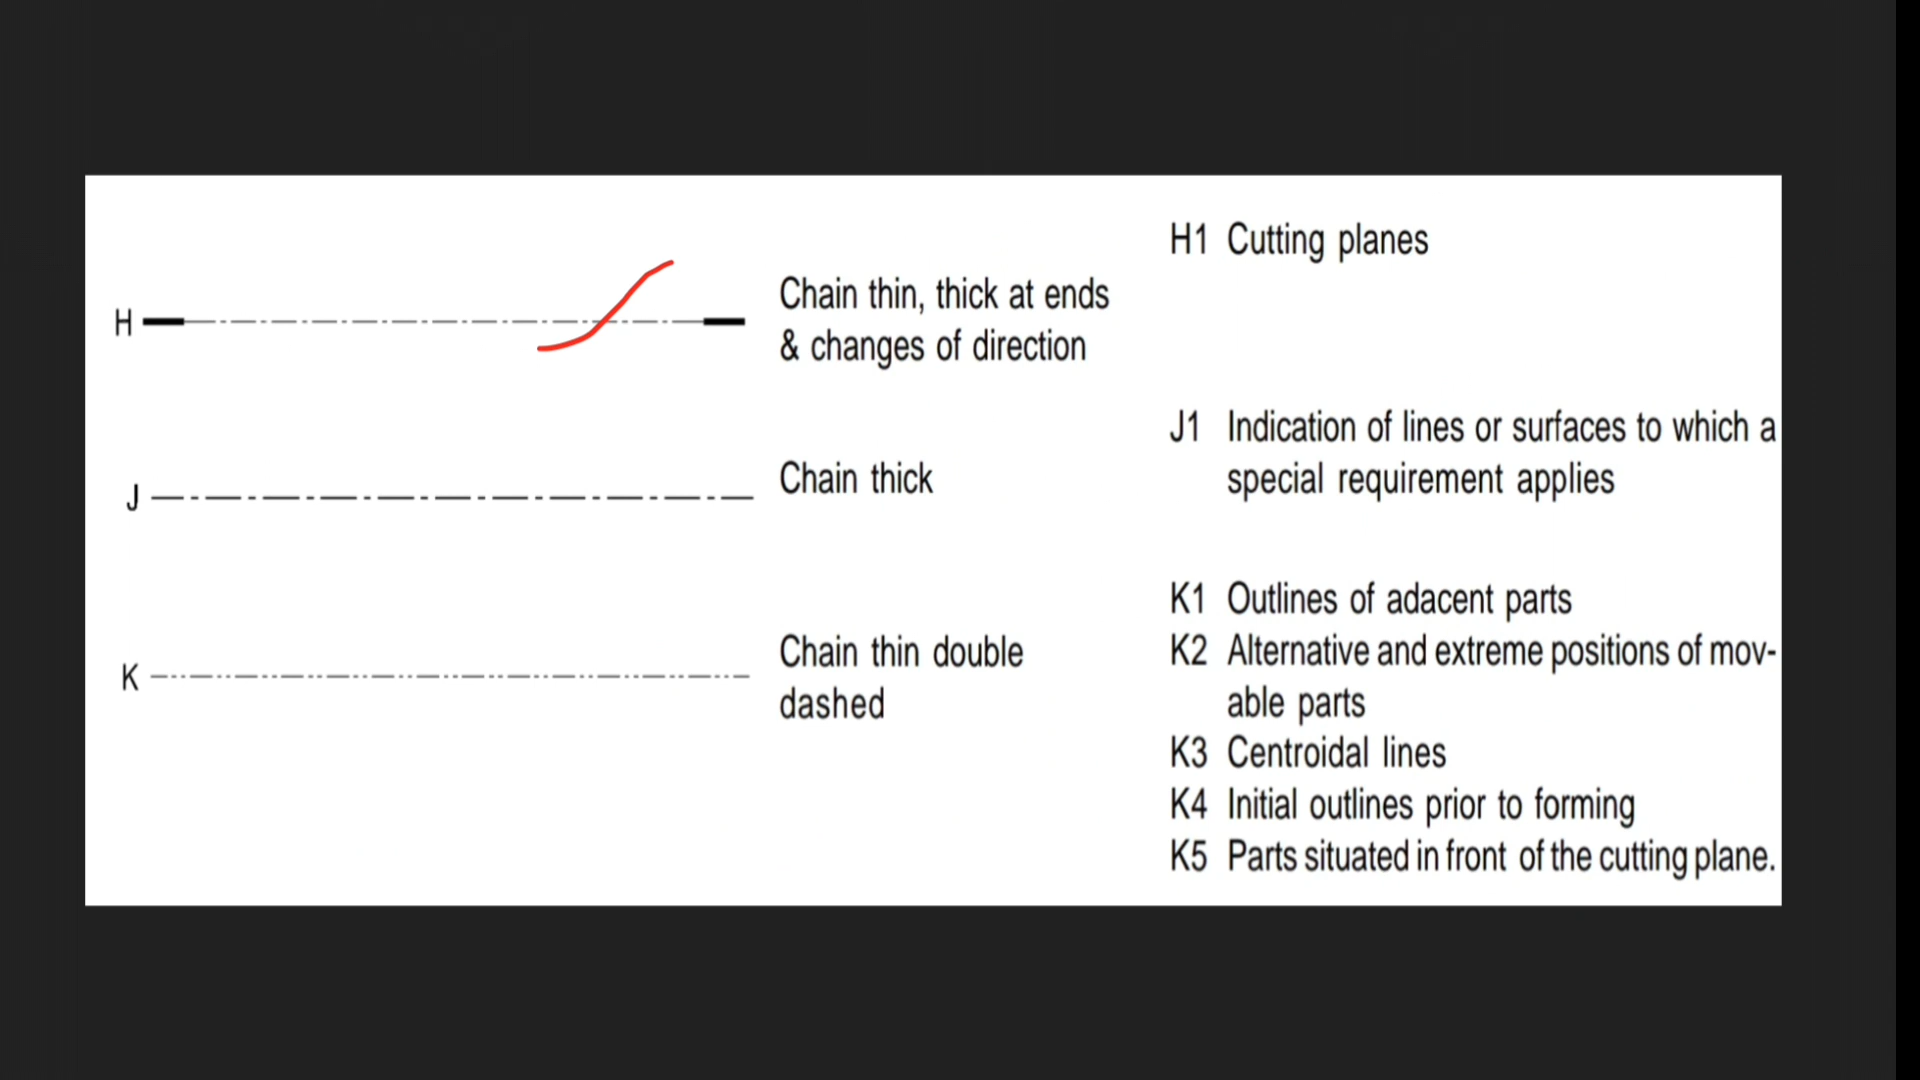 H
Chain thin, thick at ends
& changes of direction
H1 Cutting planes
J
Chain thick
J1 Indication of lines or surfaces to which a
special requirement applies
K
Chain thin double
dashed
K1 Outlines of adacent parts
K2 Alternative and extreme positions of mov-
able parts
K3 Centroidal lines
K4 Initial outlines prior to forming
K5 Parts situated in front of the cutting plane.